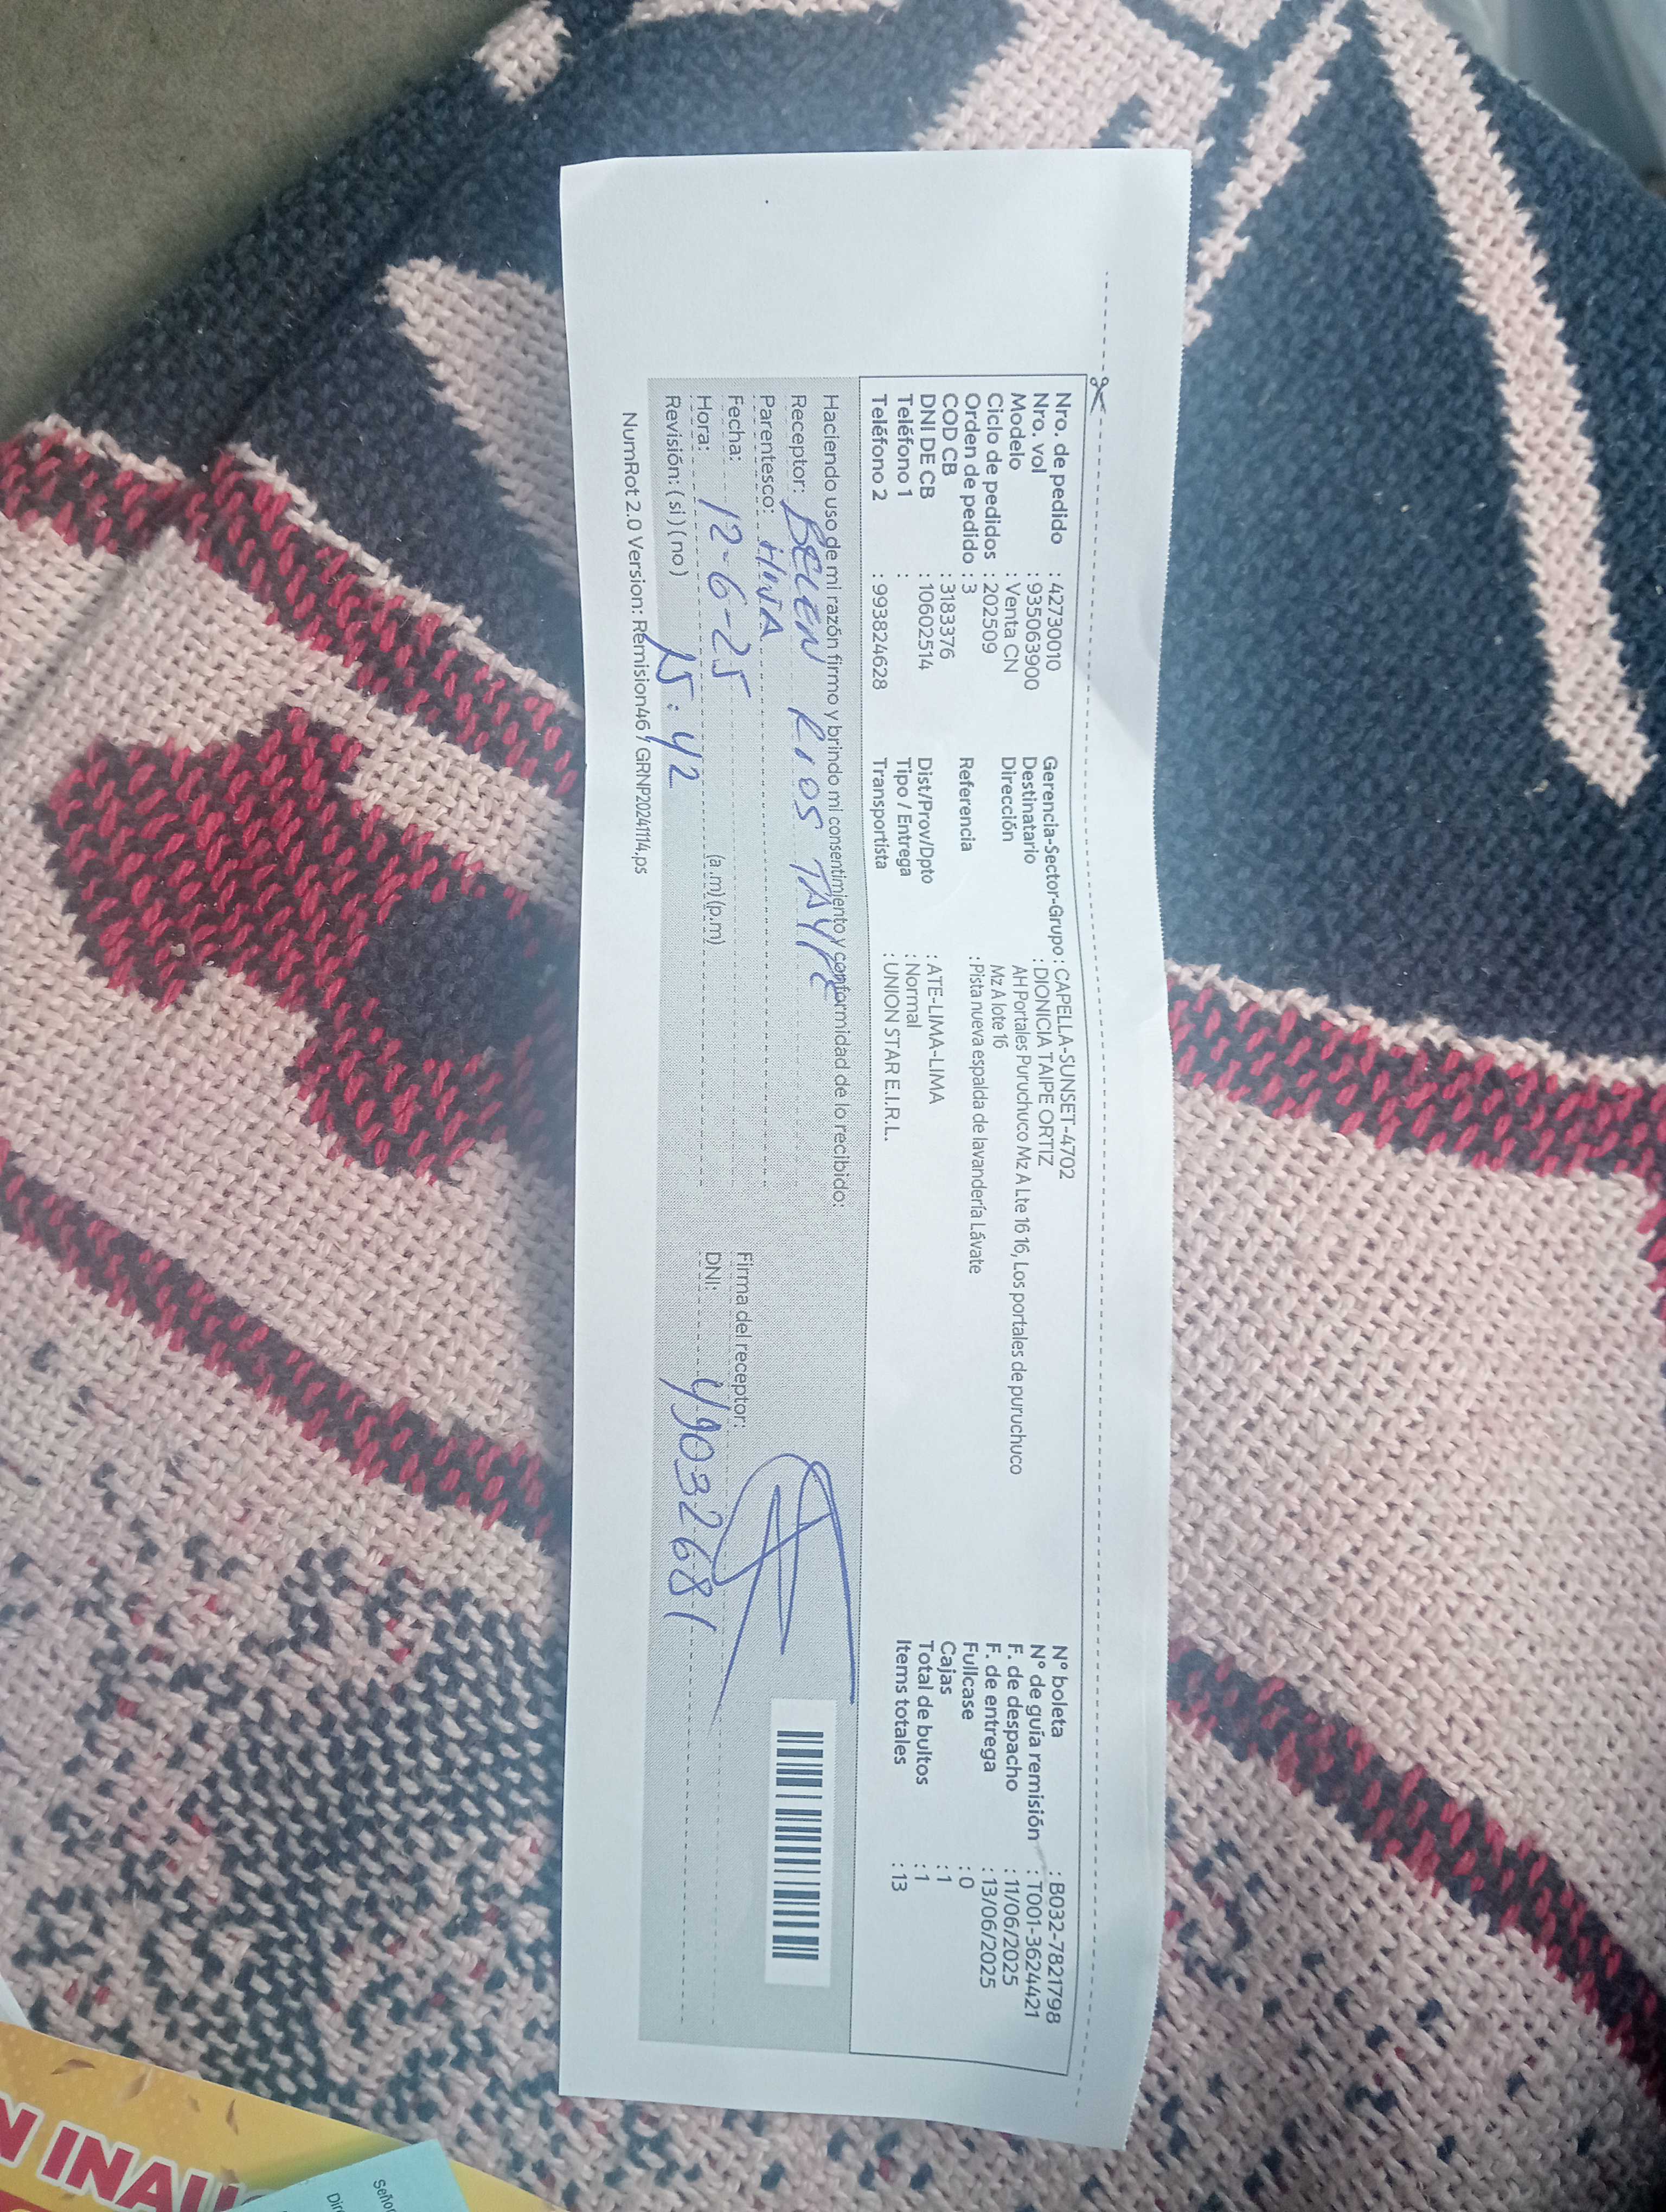 Nro. de pedido : 42730010
Nro. vol : 935063900
Modelo : Venta CN
Ciclo de pedidos : 202509
Orden de pedido : 3
COD CB : 3183376
DNI DE CB : 10602514
Teléfono 1 :
Teléfono 2 : 993824628
Gerencia-Sector-Grupo : CAPELLA-SUNSET-4702
Destinatario : DIONICIA TAIPE ORTIZ
Dirección AH Portales Puruchuco Mz A Lte 16 16, Los portales de puruchuco
Mz A lote 16
Referencia : Pista nueva espalda de lavandería Lávate
Dist/Prov/Dpto : ATE-LIMA-LIMA
Tipo / Entrega : Normal
Transportista : UNION STAR E.I.R.L.
N° boleta : B032-7821798
N° de guía remisión : T001-3624421
F. de despacho : 11/06/2025
F. de entrega : 13/06/2025
Fullcase : 0
Cajas : 1
Total de bultos : 1
Items totales : 13
Haciendo uso de mi razón firmo y brindo mi consentimiento y conformidad de lo recibido:
Receptor: BELEN RIOS TAYPE
Parentesco: HIJA
Fecha: 12-6-25
Hora: 15:42 (a.m) (p.m)
Revisión: ( si ) ( no )
Firma del receptor:
DNI: 49032681
NumRot 2.0 Version: Remision46 / GRNP20241114.ps
N INAU
Señor
Dir